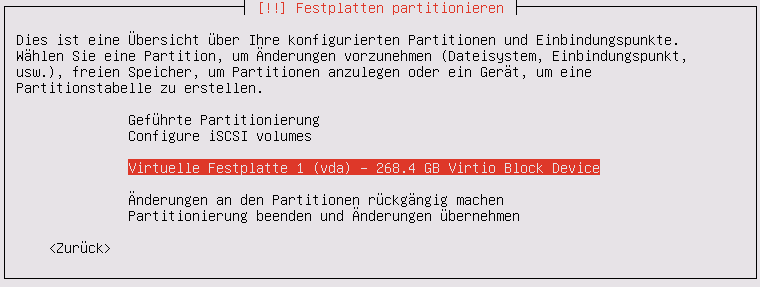 [!!] Festplatten partitionieren
Dies ist eine Übersicht über Ihre konfigurierten Partitionen und Einbindungspunkte.
Wählen Sie eine Partition, um Änderungen vorzunehmen (Dateisystem, Einbindungspunkt,
usw.), freien Speicher, um Partitionen anzulegen oder ein Gerät, um eine
Partitionstabelle zu erstellen.
Geführte Partitionierung
Configure iSCSI volumes
Virtuelle Festplatte 1 (vda) – 268.4 GB Virtio Block Device
Änderungen an den Partitionen rückgängig machen
Partitionierung beenden und Änderungen übernehmen
<Zurück>